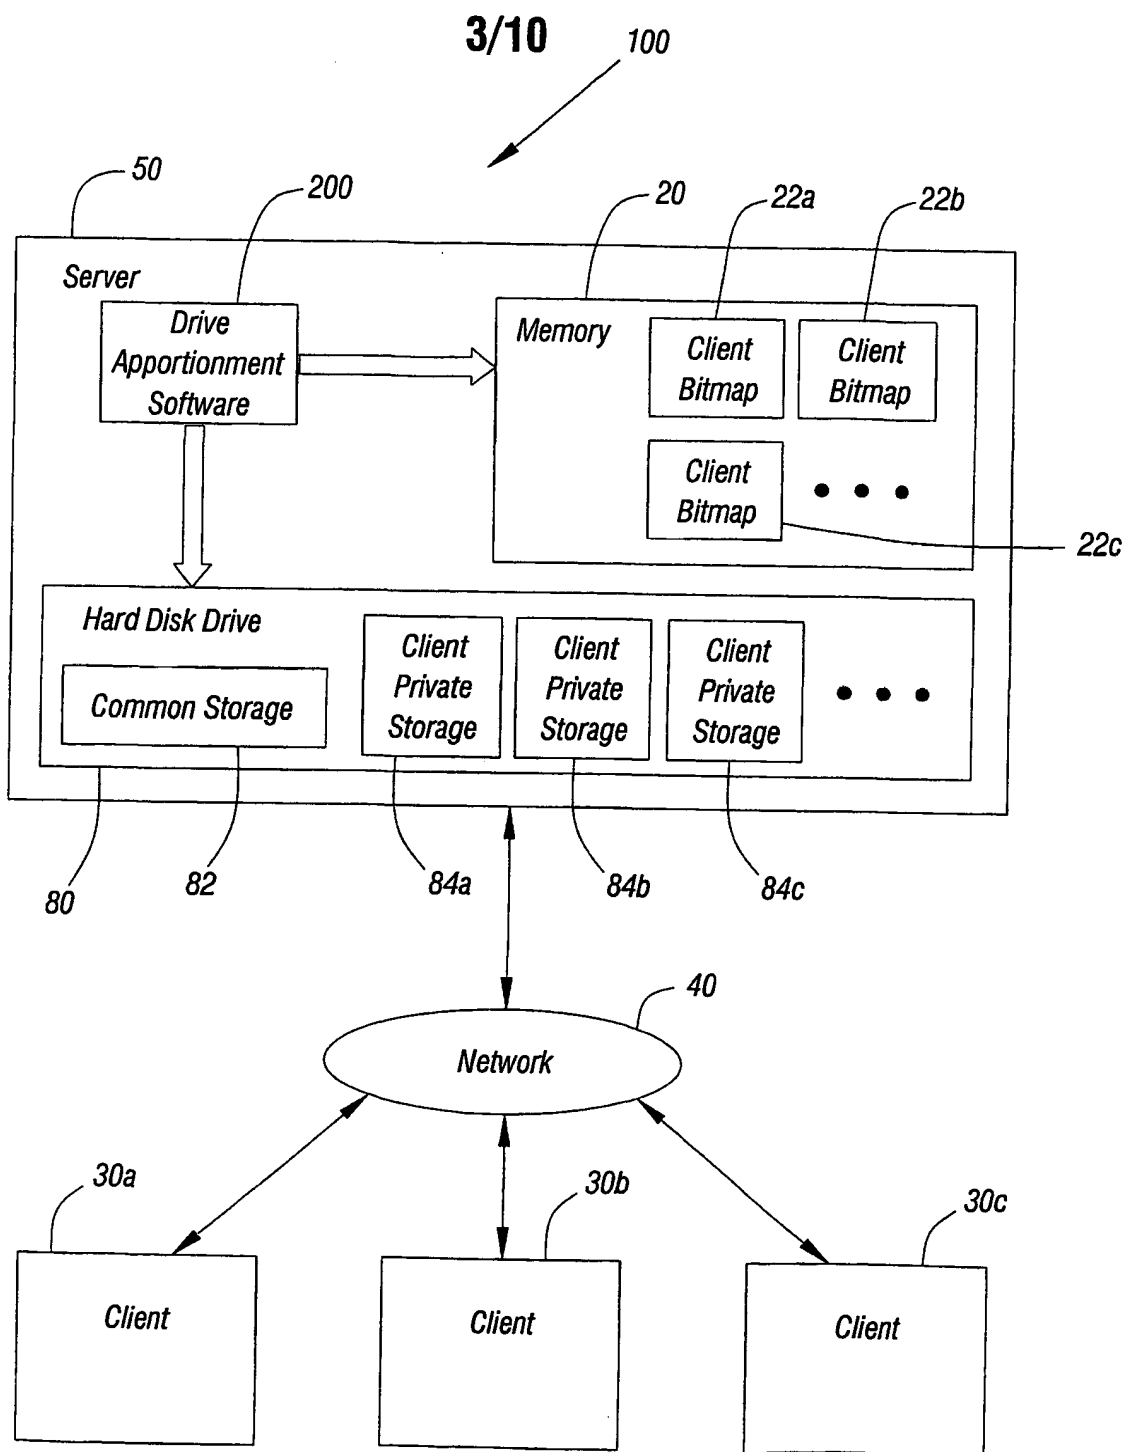 3/10
100
50
200
20
22a
22b
Server
Drive
Apportionment
Software
Memory
Client
Bitmap
Client
Bitmap
Client
Bitmap
22c
Hard Disk Drive
Common Storage
Client
Private
Storage
Client
Private
Storage
Client
Private
Storage
80
82
84a
84b
84c
40
Network
30a
30b
30c
Client
Client
Client